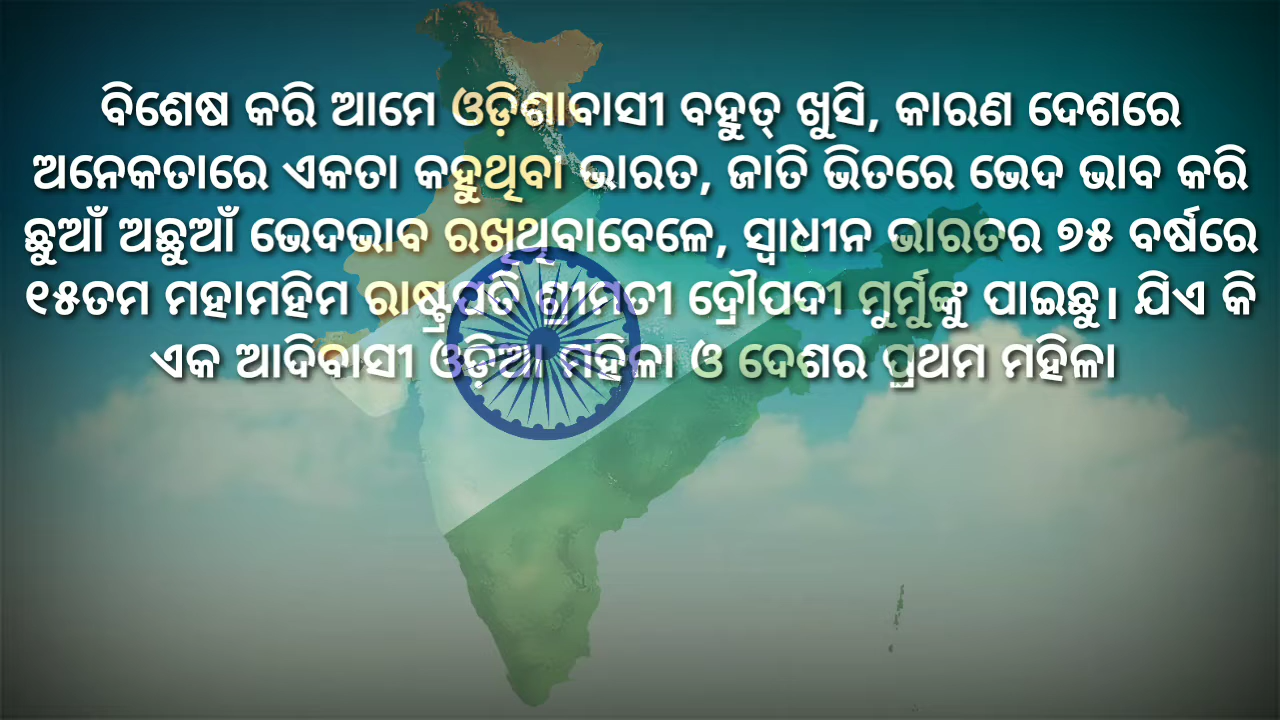 ବିଶେଷ କରି ଆମେ ଓଡ଼ିଶାବାସୀ ବହୁତ୍ ଖୁସି, କାରଣ ଦେଶରେ
ଅନେକତାରେ ଏକତା କହୁଥିବା ଭାରତ, ଜାତି ଭିତରେ ଭେଦ ଭାବ କରି
ଛୁଆଁ ଅଛୁଆଁ ଭେଦଭାବ ରଖିଥିବାବେଳେ, ସ୍ୱାଧୀନ ଭାରତର ୭୫ ବର୍ଷରେ
୧୫ତମ ମହାମହିମ ରାଷ୍ଟ୍ରପତି ଶ୍ରୀମତୀ ଦ୍ରୌପଦୀ ମୁର୍ମୁଙ୍କୁ ପାଇଛୁ। ଯିଏ କି
ଏକ ଆଦିବାସୀ ଓଡ଼ିଆ ମହିଳା ଓ ଦେଶର ପ୍ରଥମ ମହିଳା